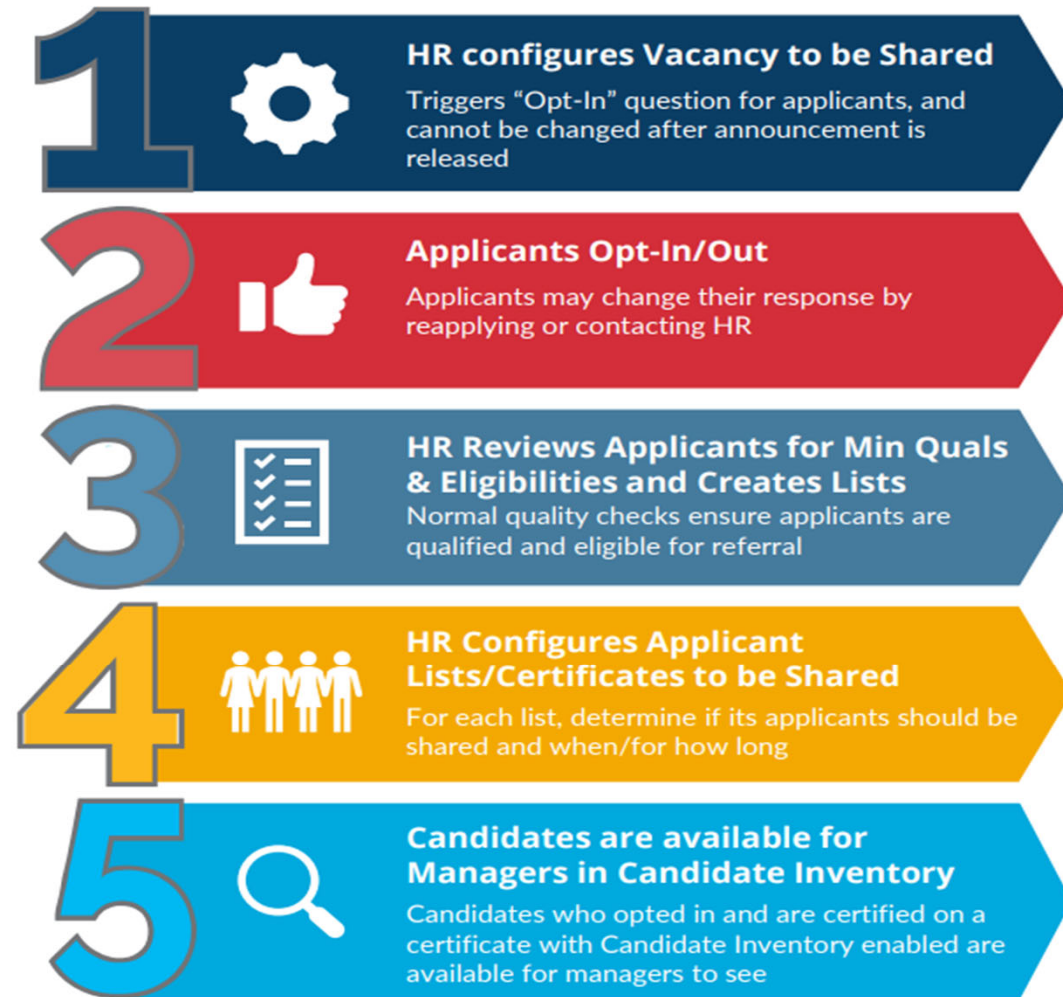 1
HR configures Vacancy to be Shared
Triggers “Opt-In” question for applicants, and
cannot be changed after announcement is
released
2
Applicants Opt-In/Out
Applicants may change their response by
reapplying or contacting HR
3
HR Reviews Applicants for Min Quals
& Eligibilities and Creates Lists
Normal quality checks ensure applicants are
qualified and eligible for referral
4
HR Configures Applicant
Lists/Certificates to be Shared
For each list, determine if its applicants should be
shared and when/for how long
5
Candidates are available for
Managers in Candidate Inventory
Candidates who opted in and are certified on a
certificate with Candidate Inventory enabled are
available for managers to see